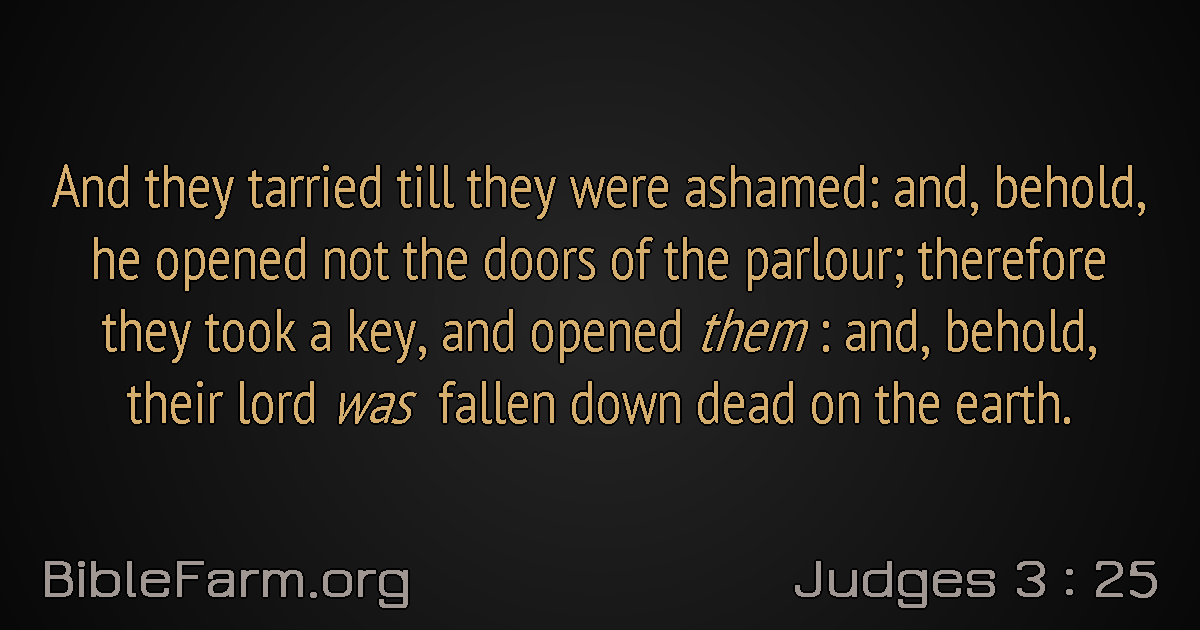 And they tarried till they were ashamed: and, behold,
he opened not the doors of the parlour; therefore
they took a key, and opened them : and, behold,
their lord was fallen down dead on the earth.
BibleFarm.org
Judges 3 : 25